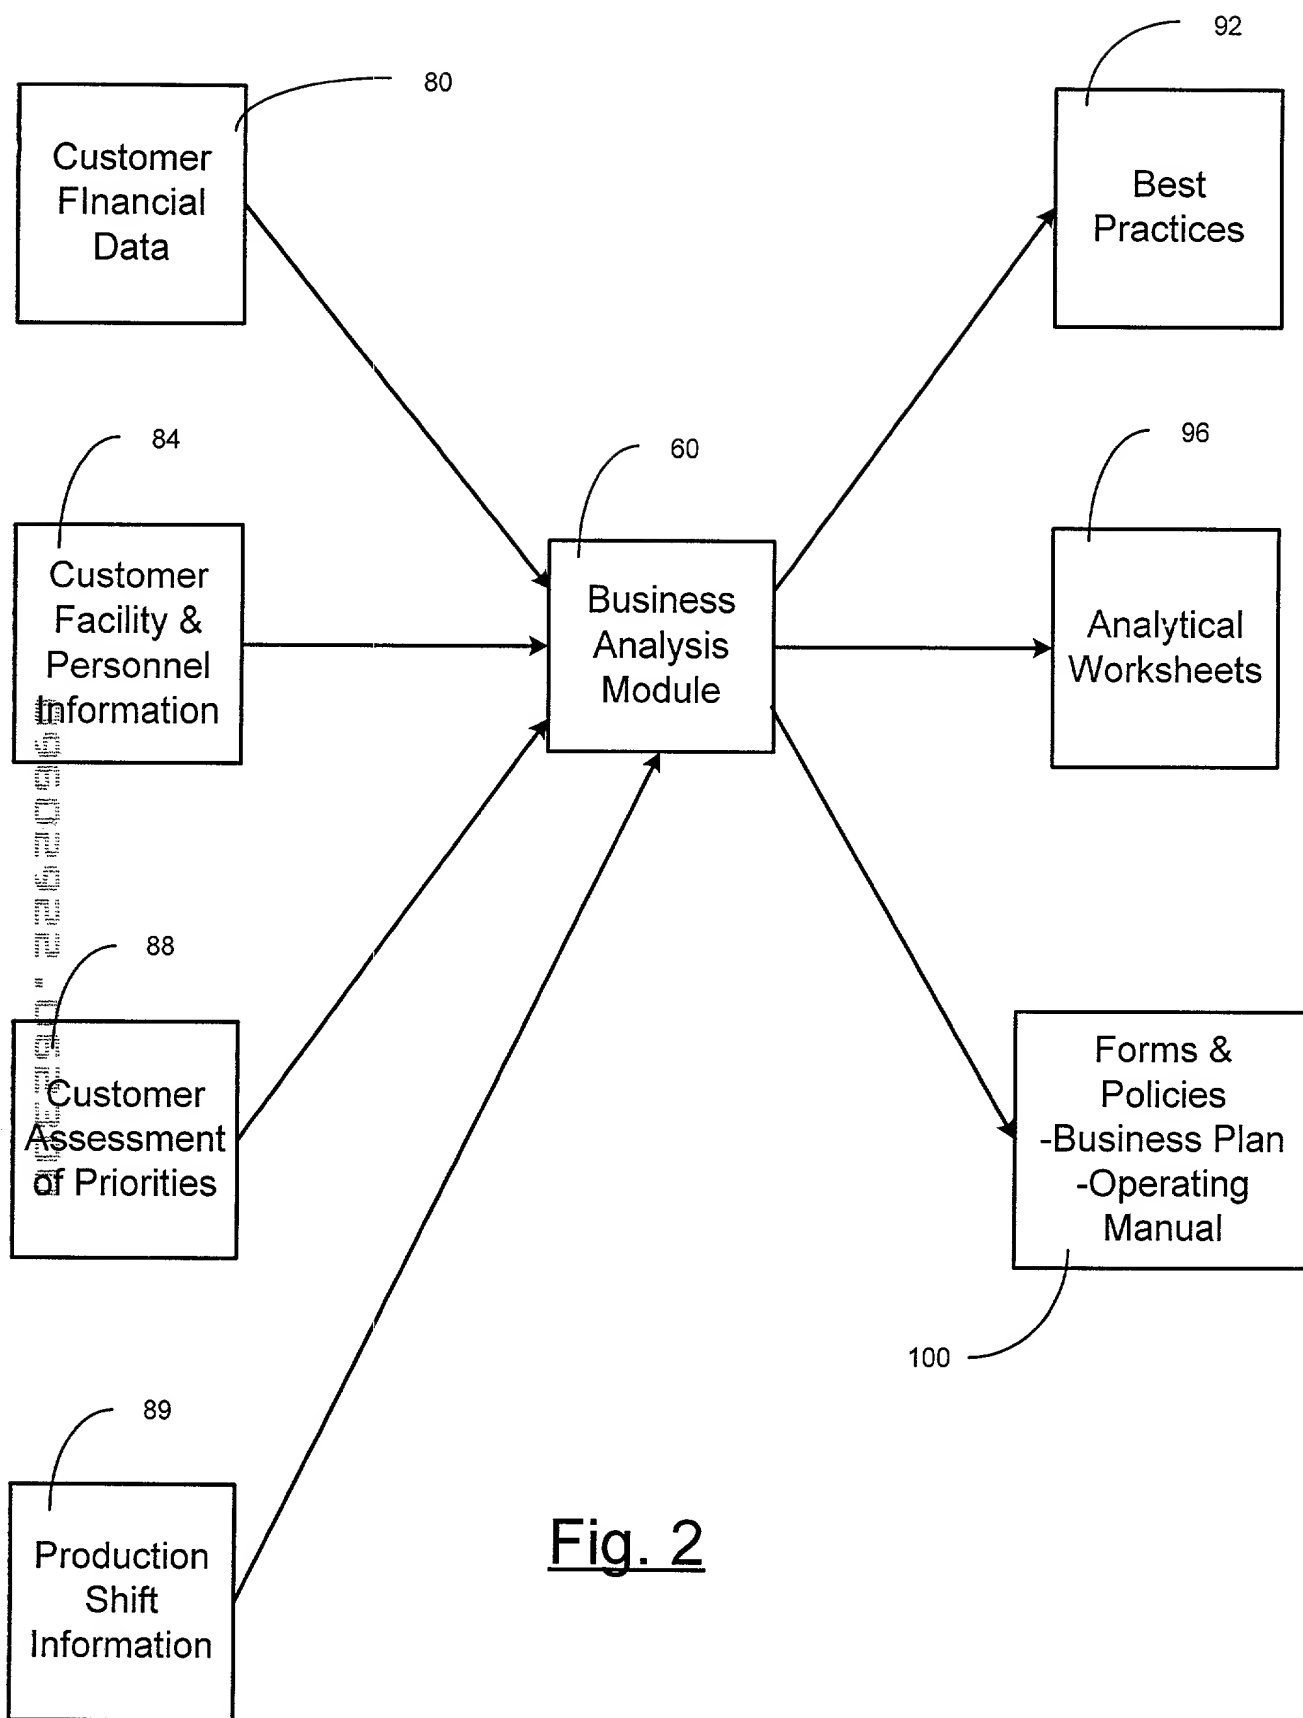 92
80
Customer
FInancial
Data
Best
Practices
84
60
96
Customer
Facility &
Personnel
Information
Business
Analysis
Module
Analytical
Worksheets
88
Customer
Assessment
of Priorities
Forms &
Policies
-Business Plan
-Operating
Manual
100
89
Production
Shift
Information
Fig. 2